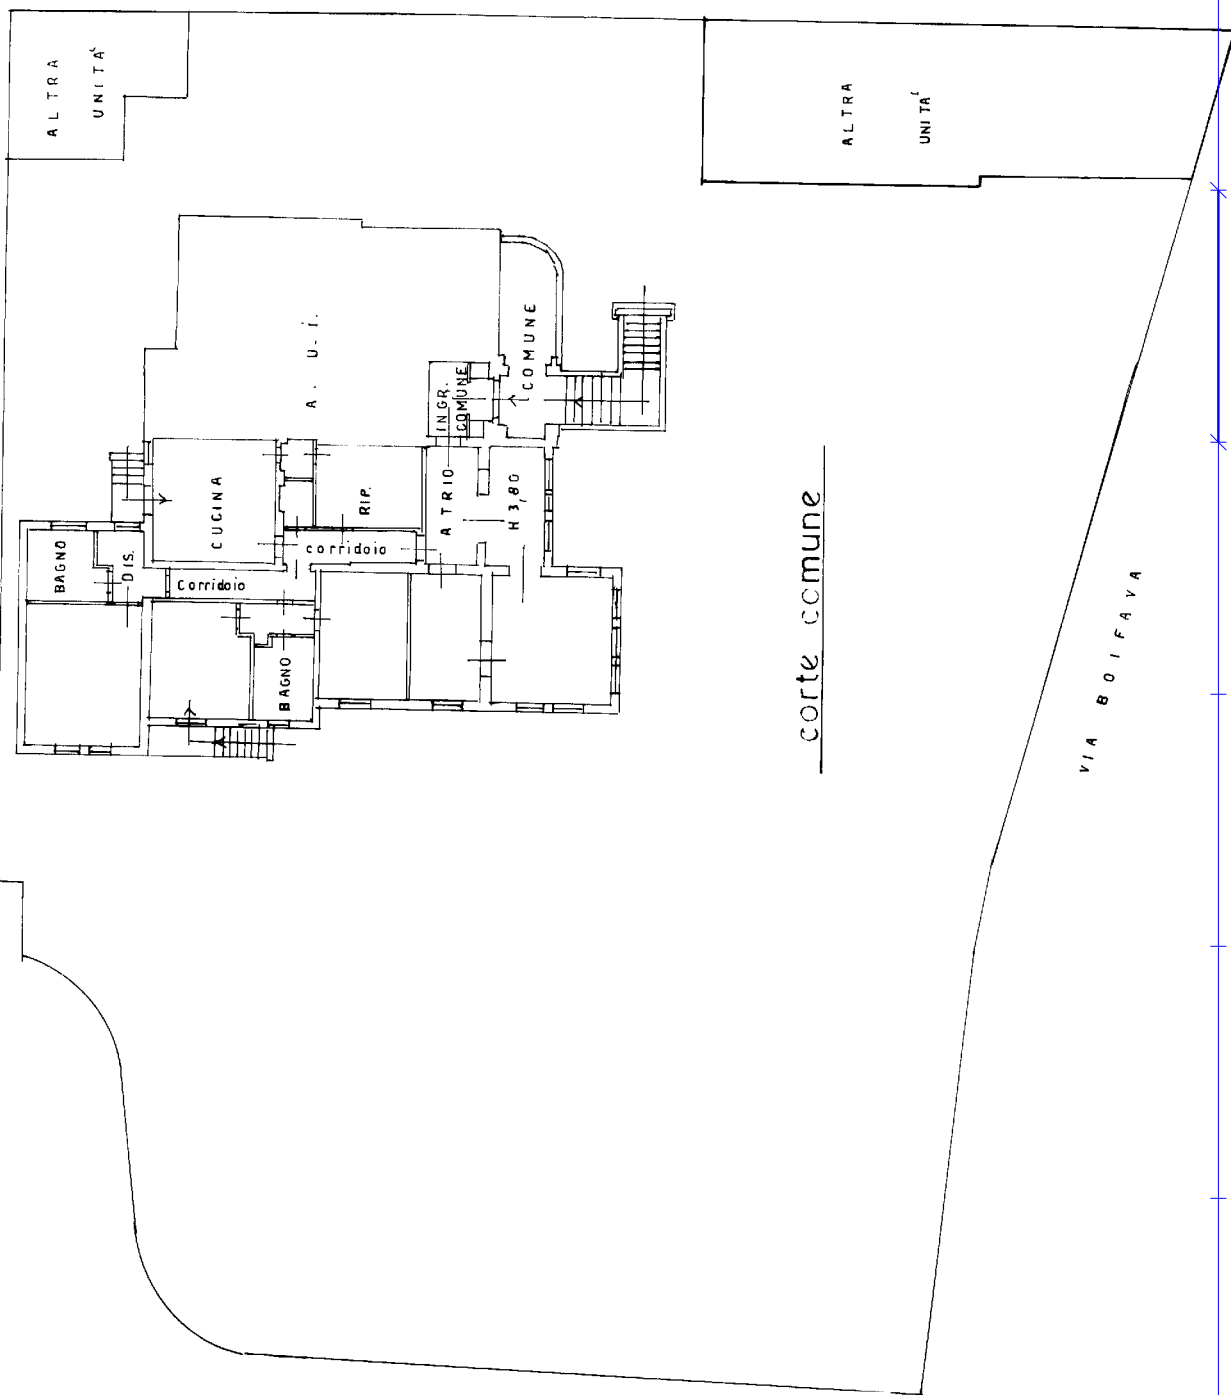 ALTRA
UNITÀ
ALTRA
UNITA'
A. U. I.
COMUNE
INGR.
COMUNE
CUCINA
RIP.
ATRIO
H 3,80
BAGNO
DIS.
Corridoio
corridoio
BAGNO
corte comune
VIA BOIFAVA